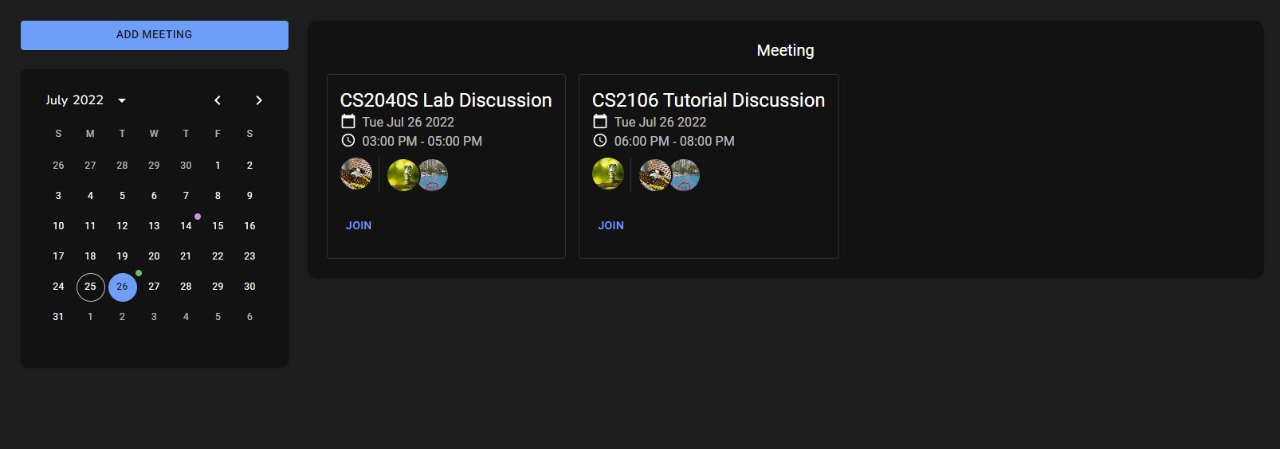 ADD MEETING
July 2022
S M T W T F S
26 27 28 29 30 1 2
3 4 5 6 7 8 9
10 11 12 13 14 15 16
17 18 19 20 21 22 23
24 25 26 27 28 29 30
31 1 2 3 4 5 6
Meeting
CS2040S Lab Discussion
Tue Jul 26 2022
03:00 PM - 05:00 PM
JOIN
CS2106 Tutorial Discussion
Tue Jul 26 2022
06:00 PM - 08:00 PM
JOIN